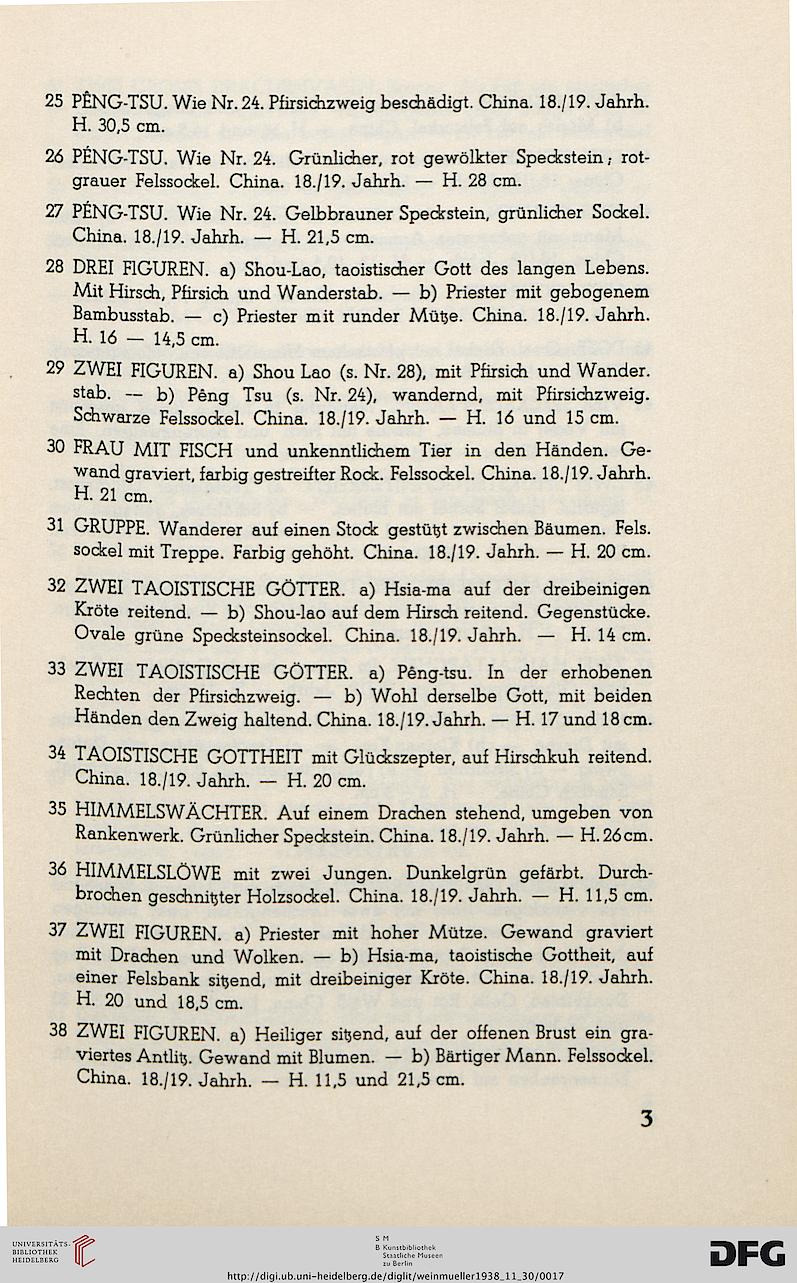 25 PÊNG-TSU. Wie Nr. 24. Pfirsichzweig beschädigt. China. 18./19. Jahrh.
H. 30,5 cm.
26 PÉNG-TSU. Wie Nr. 24. Grünlicher, rot gewölkter Speckstein; rot-
grauer Felssockel. China. 18./19. Jahrh. — H. 28 cm.
27 PÉNG-TSU. Wie Nr. 24. Gelbbrauner Speckstein, grünlicher Sockel.
China. 18./19. Jahrh. — H. 21,5 cm.
28 DREI FIGUREN. a) Shou-Lao, taoistischer Gott des langen Lebens.
Mit Hirsch, Pfirsich und Wanderstab. — b) Priester mit gebogenem
Bambusstab. — c) Priester mit runder Mütze. China. 18./19. Jahrh.
H. 16 — 14,5 cm.
29 ZWEI FIGUREN. a) Shou Lao (s. Nr. 28), mit Pfirsich und Wander.
stab. — b) Pêng Tsu (s. Nr. 24), wandernd, mit Pfirsichzweig.
Schwarze Felssockel. China. 18./19. Jahrh. — H. 16 und 15 cm.
30 FRAU MIT FISCH und unkenntlichem Tier in den Händen. Ge-
wand graviert, farbig gestreifter Rock. Felssockel. China. 18./19. Jahrh.
H. 21 cm.
31 GRUPPE. Wanderer auf einen Stock gestützt zwischen Bäumen. Fels.
sockel mit Treppe. Farbig gehöht. China. 18./19. Jahrh. — H. 20 cm.
32 ZWEI TAOISTISCHE GÖTTER. a) Hsia-ma auf der dreibeinigen
Kröte reitend. — b) Shou-lao auf dem Hirsch reitend. Gegenstücke.
Ovale grüne Specksteinsockel. China. 18./19. Jahrh. — H. 14 cm.
33 ZWEI TAOISTISCHE GÖTTER. a) Pêng-tsu. In der erhobenen
Rechten der Pfirsichzweig. — b) Wohl derselbe Gott, mit beiden
Händen den Zweig haltend. China. 18./19. Jahrh. — H. 17 und 18 cm.
34 TAOISTISCHE GOTTHEIT mit Glückszepter, auf Hirschkuh reitend.
China. 18./19. Jahrh. — H. 20 cm.
35 HIMMELSWÄCHTER. Auf einem Drachen stehend, umgeben von
Rankenwerk. Grünlicher Speckstein. China. 18./19. Jahrh. — H. 26 cm.
36 HIMMELSLÖWE mit zwei Jungen. Dunkelgrün gefärbt. Durch-
brochen geschnitzter Holzsockel. China. 18./19. Jahrh. — H. 11,5 cm.
37 ZWEI FIGUREN. a) Priester mit hoher Mütze. Gewand graviert
mit Drachen und Wolken. — b) Hsia-ma, taoistische Gottheit, auf
einer Felsbank sitzend, mit dreibeiniger Kröte. China. 18./19. Jahrh.
H. 20 und 18,5 cm.
38 ZWEI FIGUREN. a) Heiliger sitzend, auf der offenen Brust ein gra-
viertes Antlitz. Gewand mit Blumen. — b) Bärtiger Mann. Felssockel.
China. 18./19. Jahrh. — H. 11,5 und 21,5 cm.
3
UNIVERSITÄTS-
BIBLIOTHEK
HEIDELBERG
S M
B Kunstbibliothek
Staatliche Museen
zu Berlin
DFG
http://digi.ub.uni-heidelberg.de/diglit/weinmueller1938_11_30/0017